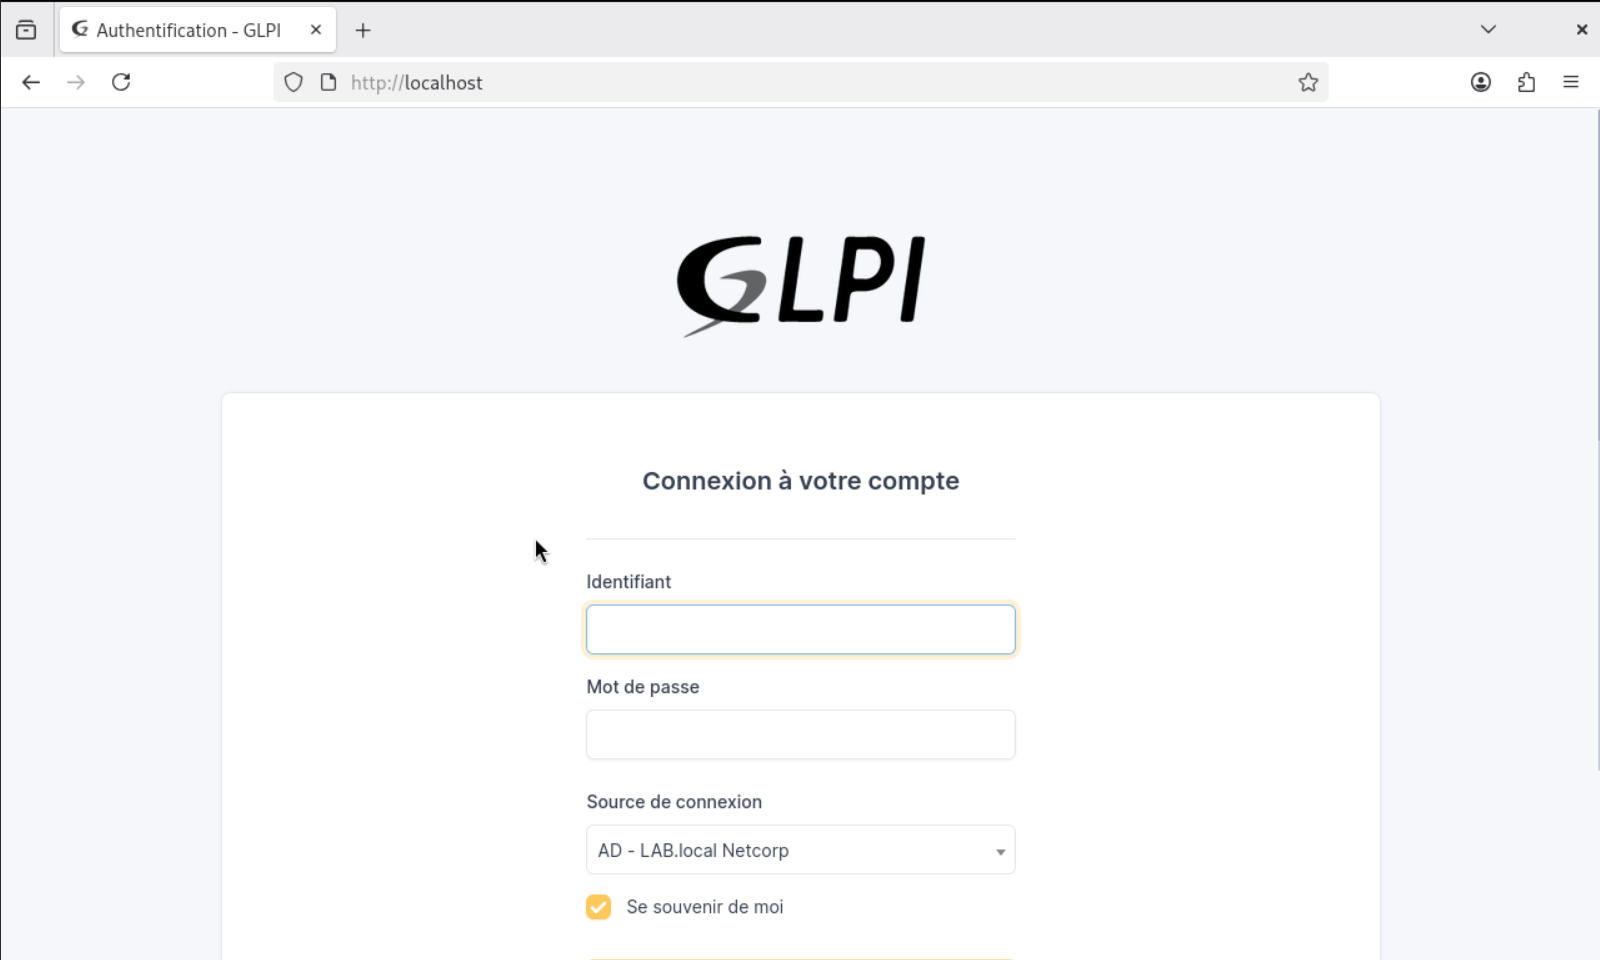 Authentification - GLPI
http://localhost
GLPI
Connexion à votre compte
Identifiant
Mot de passe
Source de connexion
AD - LAB.local Netcorp
Se souvenir de moi